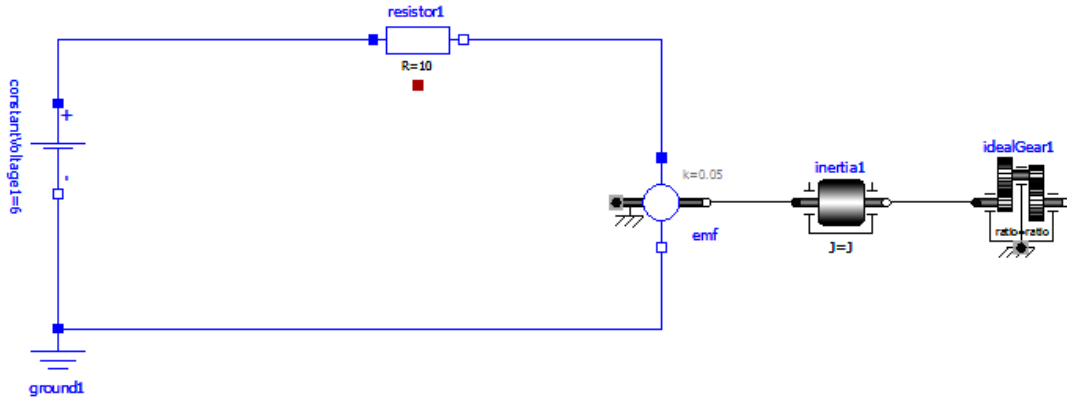 resistor1
R=10
constantVoltage1=6
+
-
k=0.05
emf
inertia1
J=J
idealGear1
ratio=ratio
ground1